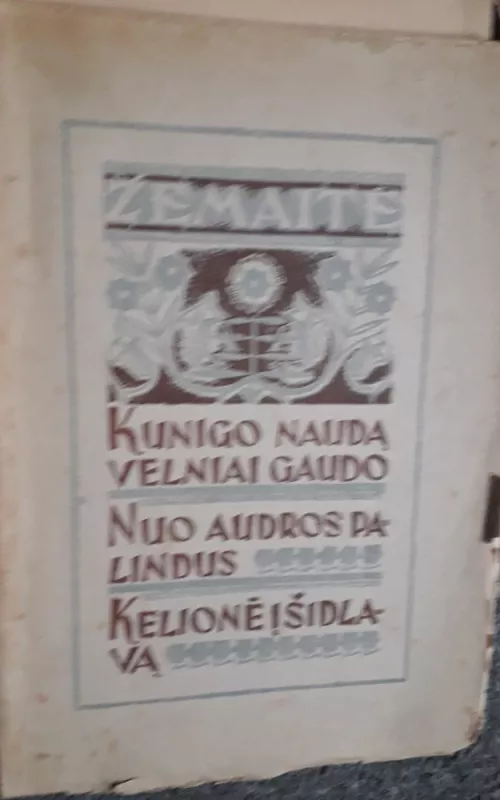 ŽEMAITĖ
KUNIGO NAUDĄ
VELNIAI GAUDO
NUO AUDROS PA-
LINDUS
KELIONĖ Į ŠIDLA-
VĄ